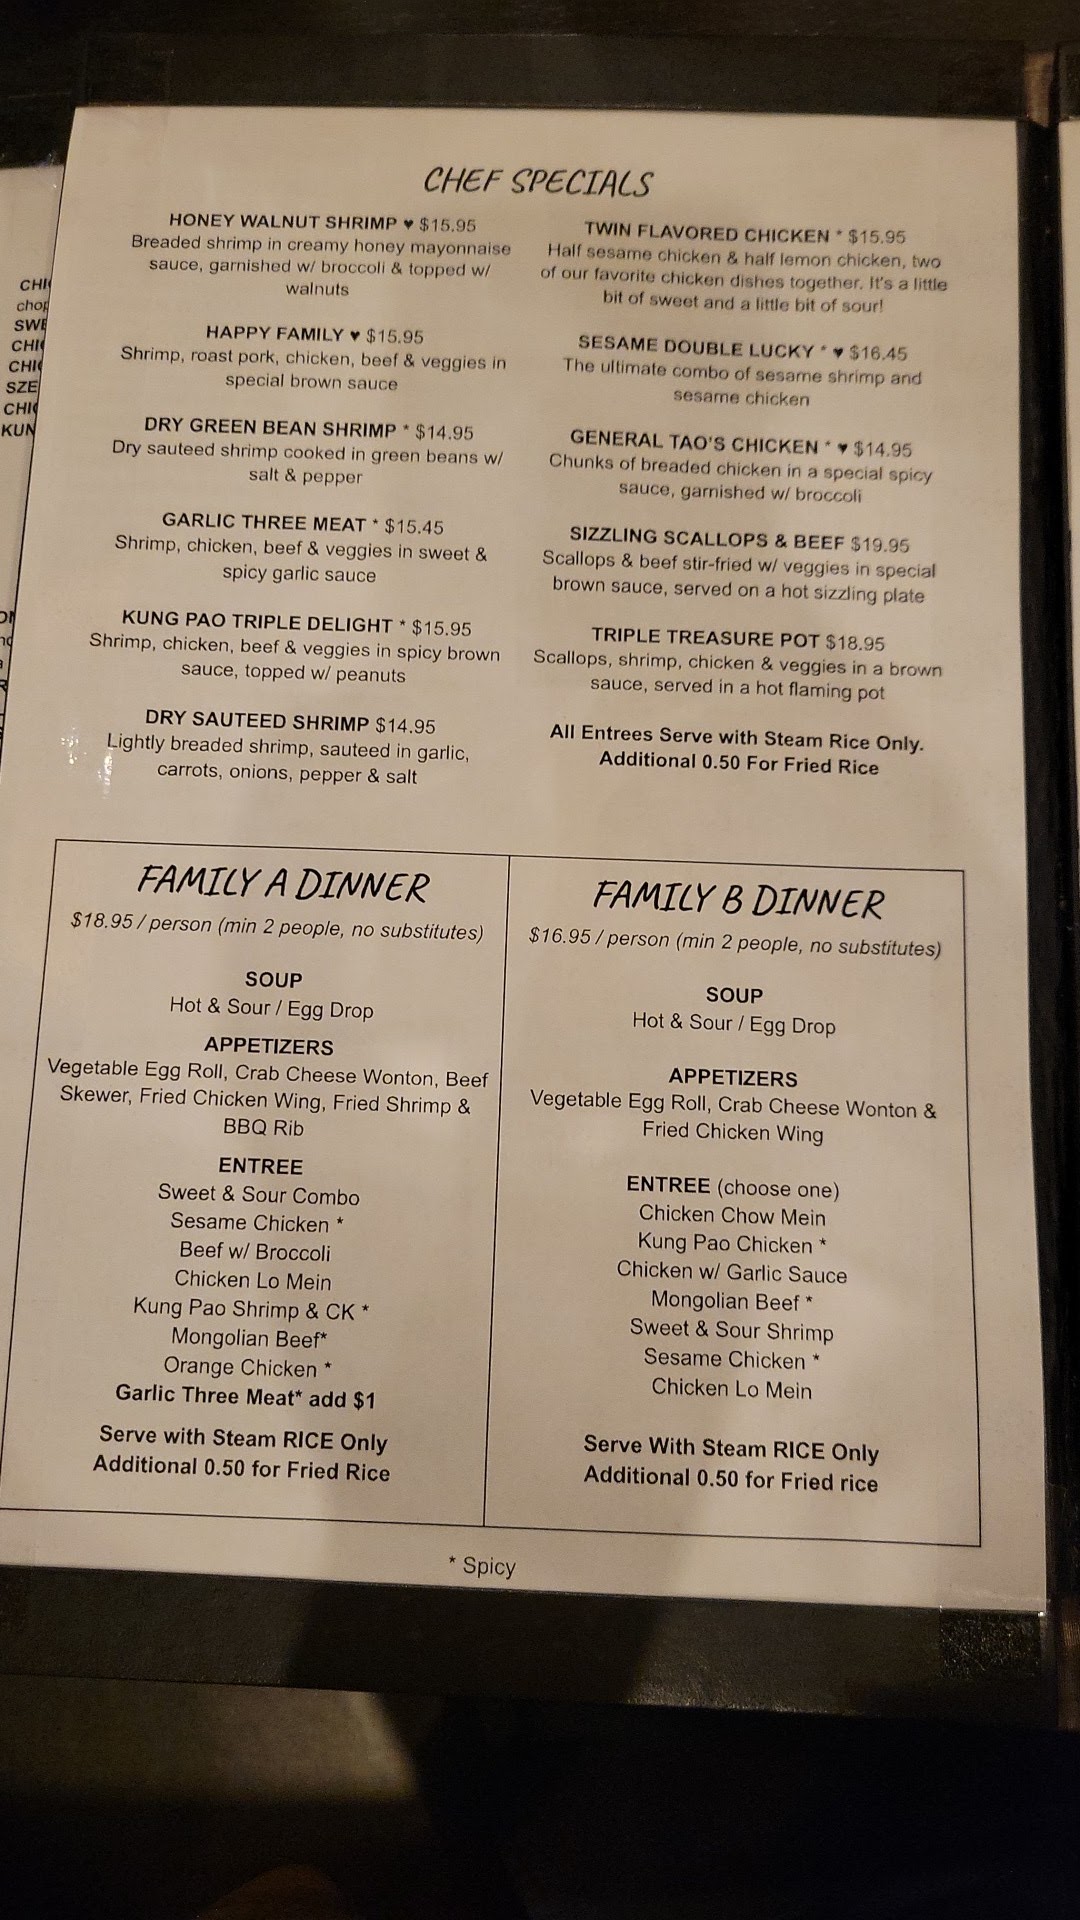 CHEF SPECIALS
HONEY WALNUT SHRIMP ♥ $15.95
Breaded shrimp in creamy honey mayonnaise
sauce, garnished w/ broccoli & topped w/
walnuts
HAPPY FAMILY ♥ $15.95
Shrimp, roast pork, chicken, beef & veggies in
special brown sauce
DRY GREEN BEAN SHRIMP * $14.95
Dry sauteed shrimp cooked in green beans w/
salt & pepper
GARLIC THREE MEAT * $15.45
Shrimp, chicken, beef & veggies in sweet &
spicy garlic sauce
KUNG PAO TRIPLE DELIGHT * $15.95
Shrimp, chicken, beef & veggies in spicy brown
sauce, topped w/ peanuts
DRY SAUTEED SHRIMP $14.95
Lightly breaded shrimp, sauteed in garlic,
carrots, onions, pepper & salt
TWIN FLAVORED CHICKEN * $15.95
Half sesame chicken & half lemon chicken, two
of our favorite chicken dishes together. It's a little
bit of sweet and a little bit of sour!
SESAME DOUBLE LUCKY * ♥ $16.45
The ultimate combo of sesame shrimp and
sesame chicken
GENERAL TAO'S CHICKEN * ♥ $14.95
Chunks of breaded chicken in a special spicy
sauce, garnished w/ broccoli
SIZZLING SCALLOPS & BEEF $19.95
Scallops & beef stir-fried w/ veggies in special
brown sauce, served on a hot sizzling plate
TRIPLE TREASURE POT $18.95
Scallops, shrimp, chicken & veggies in a brown
sauce, served in a hot flaming pot
All Entrees Serve with Steam Rice Only.
Additional 0.50 For Fried Rice
FAMILY A DINNER
$18.95 / person (min 2 people, no substitutes)
SOUP
Hot & Sour / Egg Drop
APPETIZERS
Vegetable Egg Roll, Crab Cheese Wonton, Beef
Skewer, Fried Chicken Wing, Fried Shrimp &
BBQ Rib
ENTREE
Sweet & Sour Combo
Sesame Chicken *
Beef w/ Broccoli
Chicken Lo Mein
Kung Pao Shrimp & CK *
Mongolian Beef*
Orange Chicken *
Garlic Three Meat* add $1
Serve with Steam RICE Only
Additional 0.50 for Fried Rice
FAMILY B DINNER
$16.95 / person (min 2 people, no substitutes)
SOUP
Hot & Sour / Egg Drop
APPETIZERS
Vegetable Egg Roll, Crab Cheese Wonton &
Fried Chicken Wing
ENTREE (choose one)
Chicken Chow Mein
Kung Pao Chicken *
Chicken w/ Garlic Sauce
Mongolian Beef *
Sweet & Sour Shrimp
Sesame Chicken *
Chicken Lo Mein
Serve With Steam RICE Only
Additional 0.50 for Fried rice
* Spicy